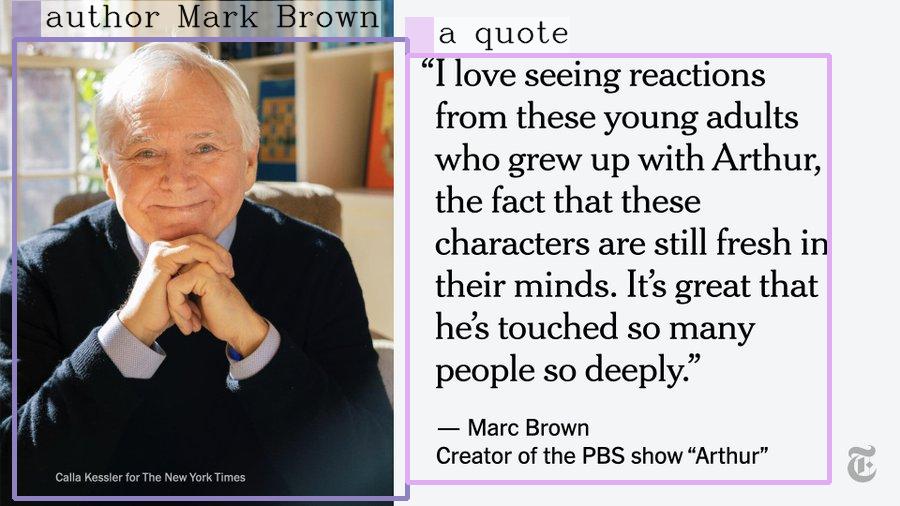 author Mark Brown
a quote
“I love seeing reactions
from these young adults
who grew up with Arthur,
the fact that these
characters are still fresh in
their minds. It’s great that
he’s touched so many
people so deeply.”
— Marc Brown
Creator of the PBS show “Arthur”
Calla Kessler for The New York Times
T